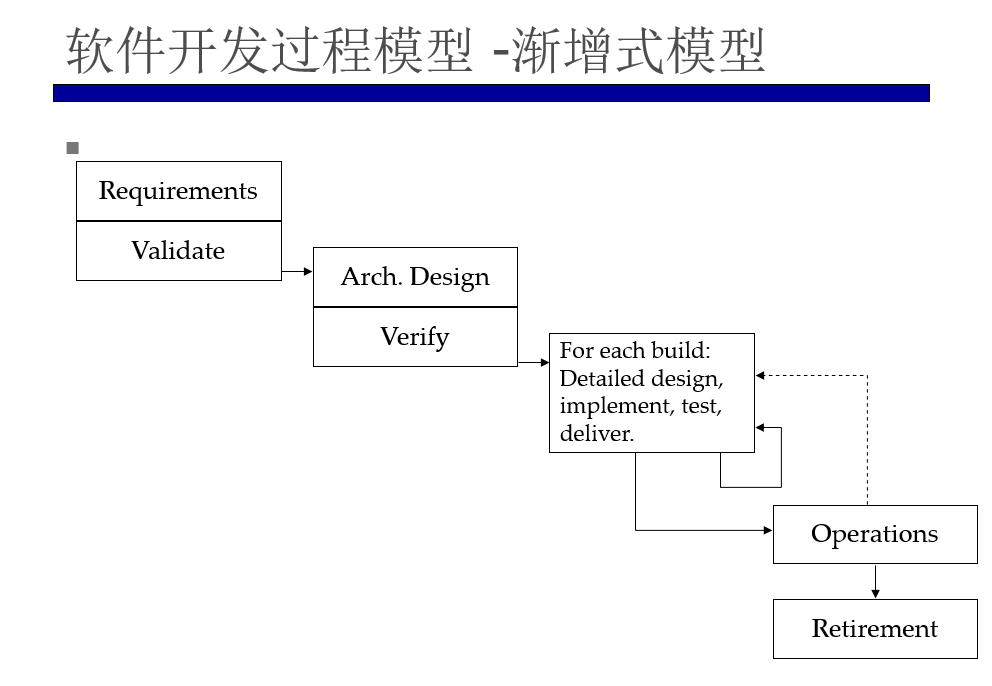 软件开发过程模型 -渐增式模型
Requirements
Validate
Arch. Design
Verify
For each build:
Detailed design,
implement, test,
deliver.
Operations
Retirement